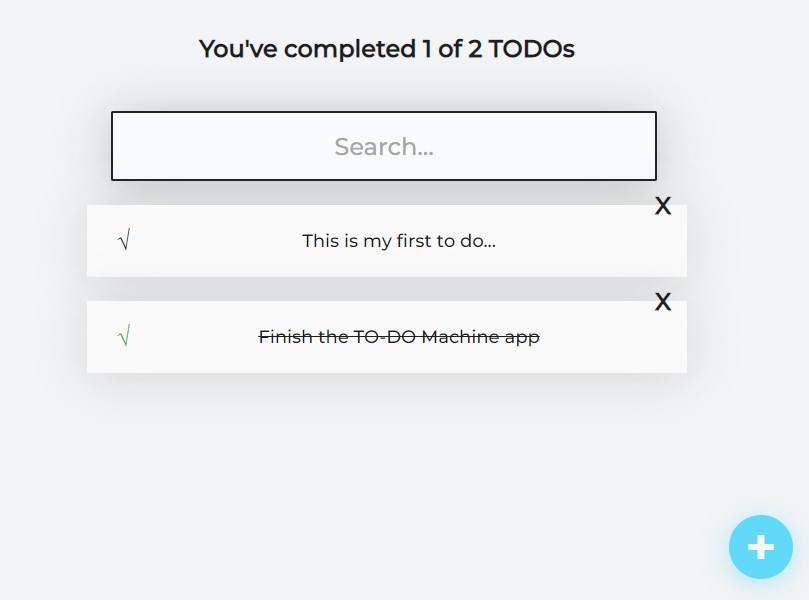 You've completed 1 of 2 TODOs
Search...
X
√ This is my first to do...
X
√ Finish the TO-DO Machine app